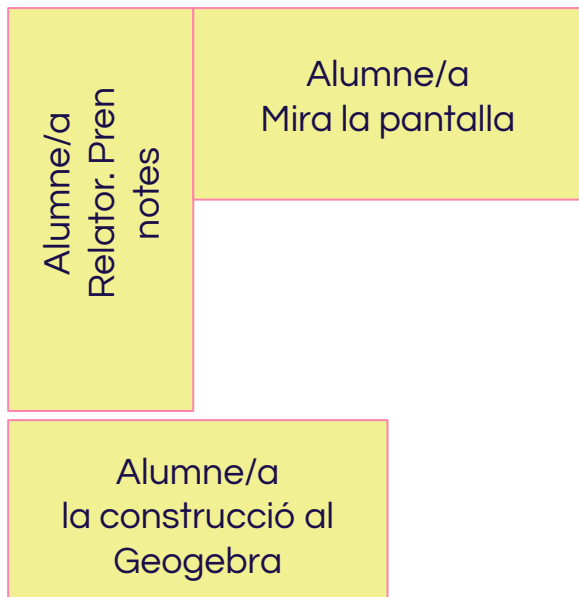 Alumne/a
Relator. Pren
notes
Alumne/a
Mira la pantalla
Alumne/a
la construcció al
Geogebra